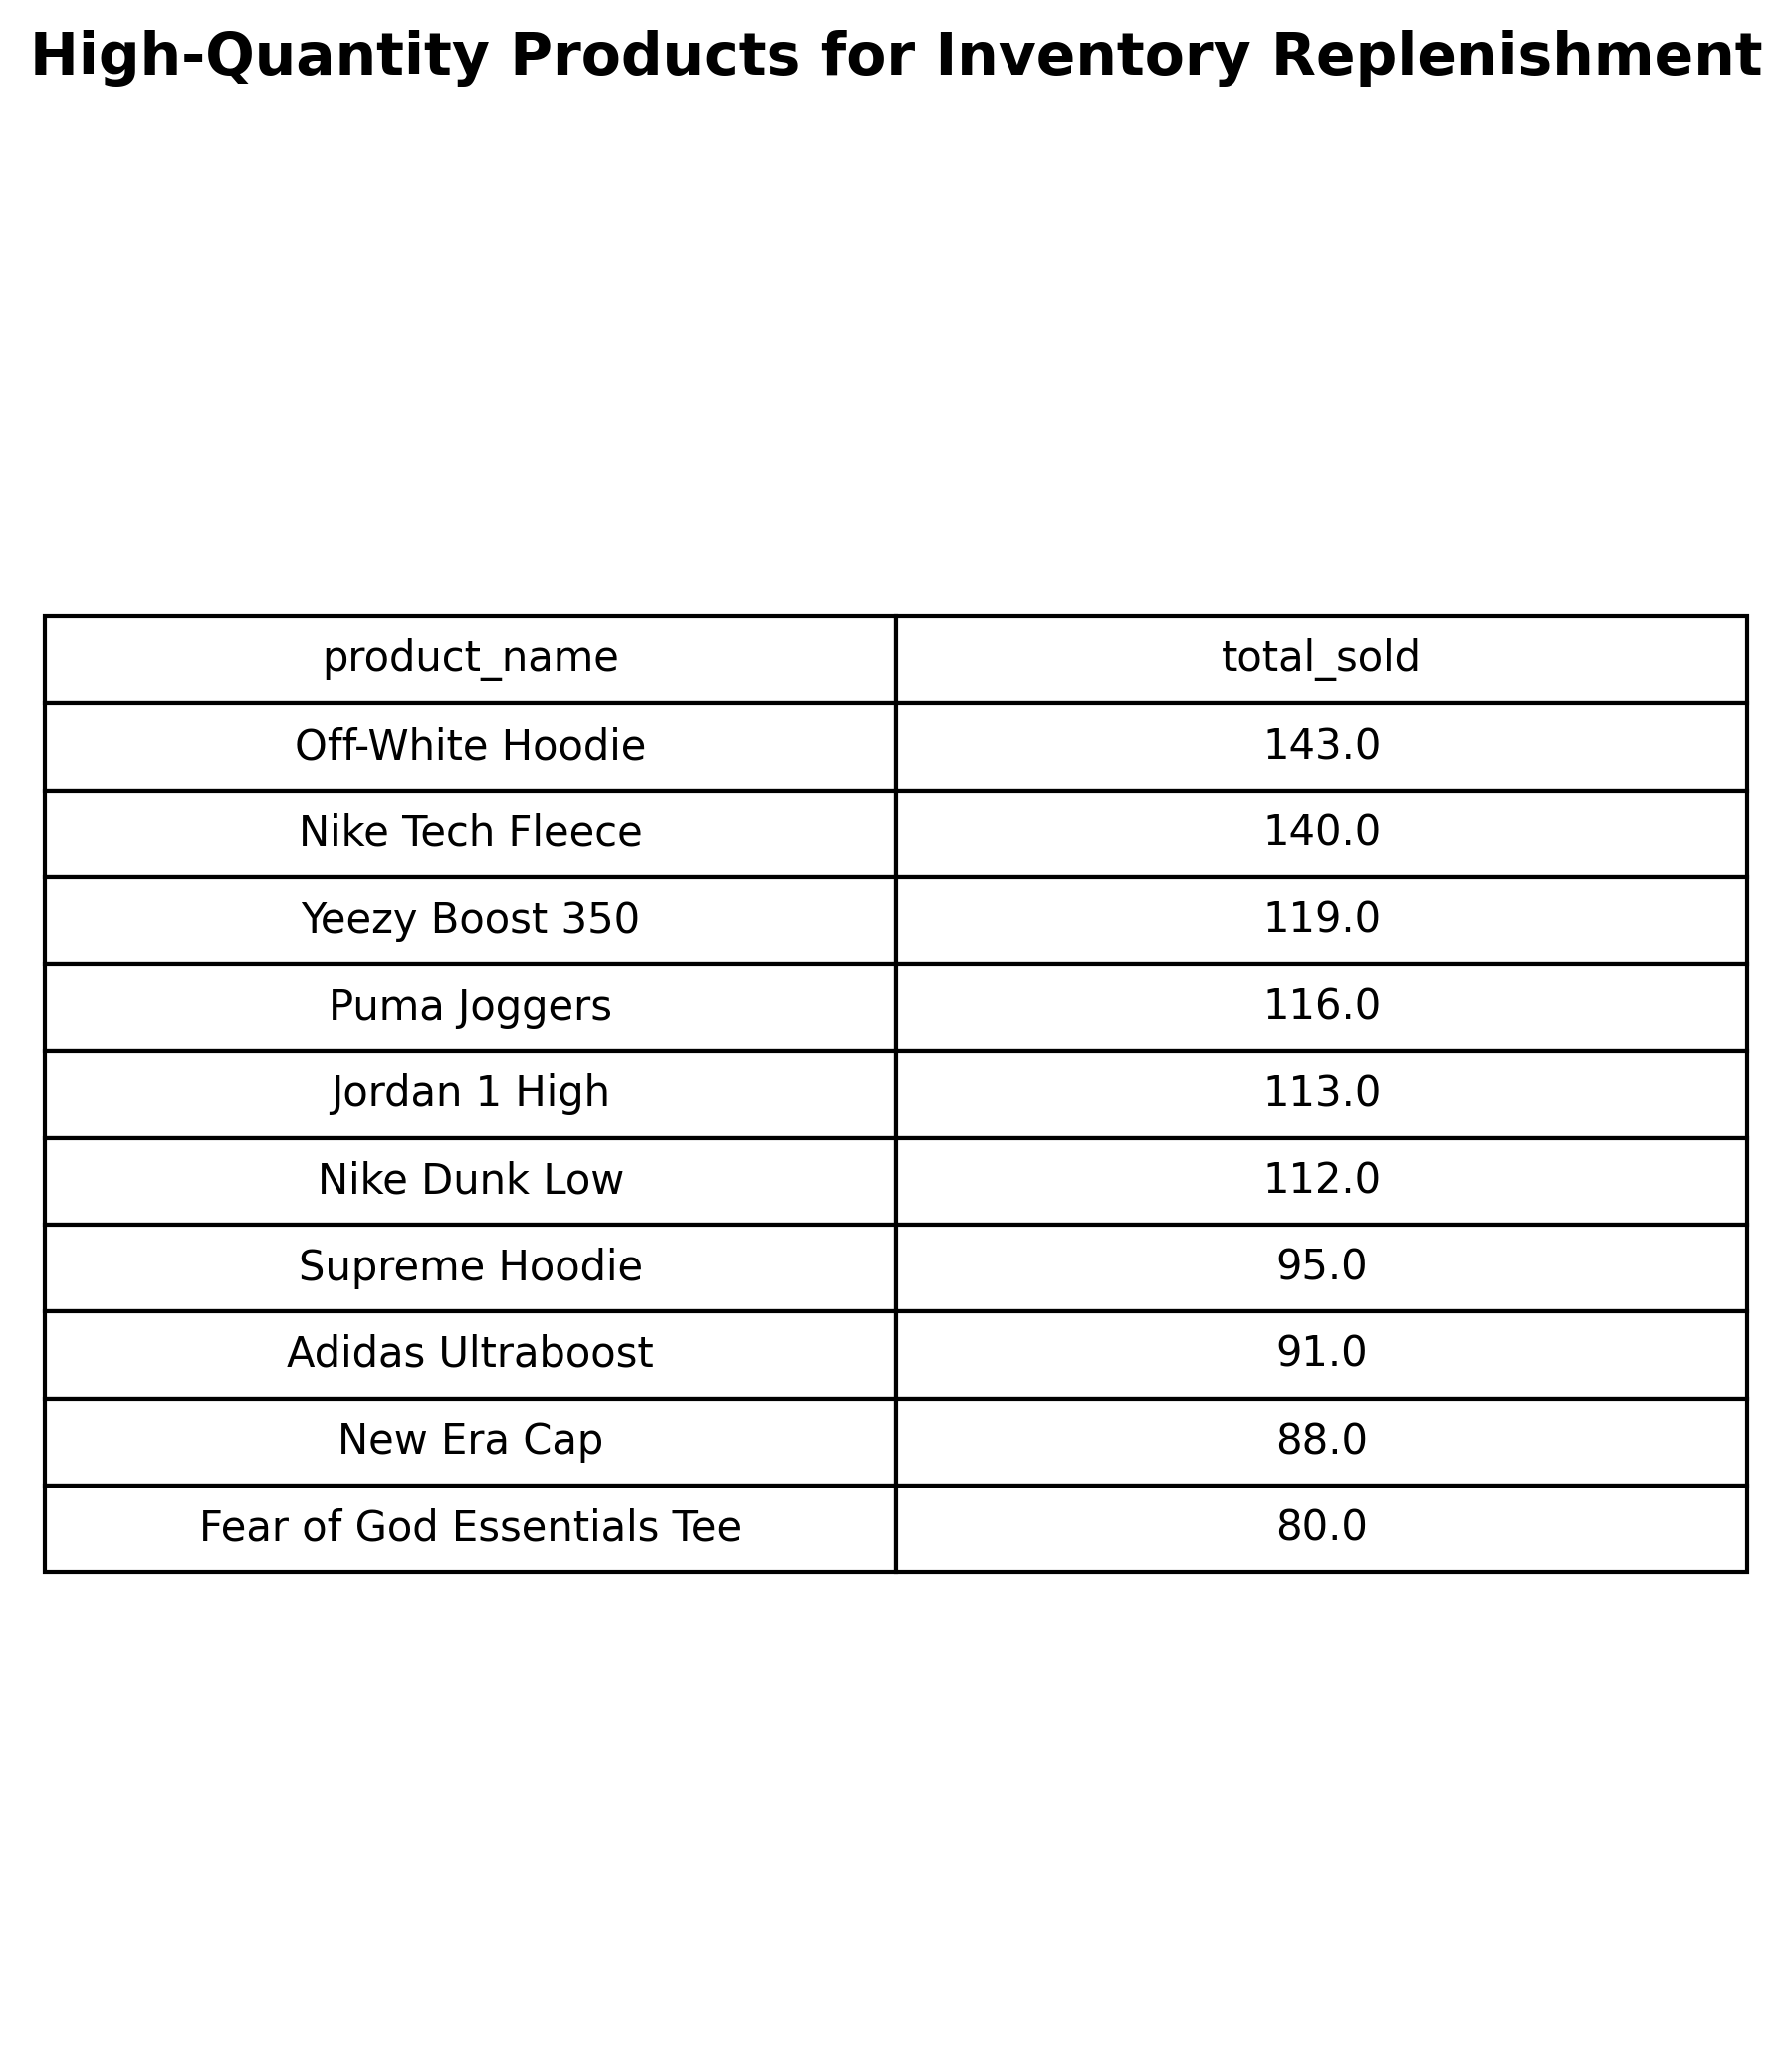 High-Quantity Products for Inventory Replenishment
product_name total_sold
Off-White Hoodie 143.0
Nike Tech Fleece 140.0
Yeezy Boost 350 119.0
Puma Joggers 116.0
Jordan 1 High 113.0
Nike Dunk Low 112.0
Supreme Hoodie 95.0
Adidas Ultraboost 91.0
New Era Cap 88.0
Fear of God Essentials Tee 80.0